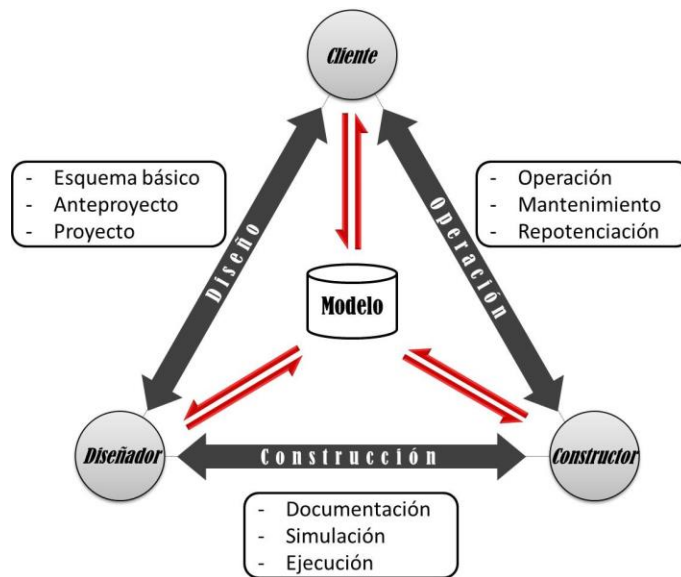 Cliente
- Esquema básico
- Anteproyecto
- Proyecto
Diseño
- Operación
- Mantenimiento
- Repotenciación
Operación
Modelo
Diseñador
Construcción
Constructor
- Documentación
- Simulación
- Ejecución